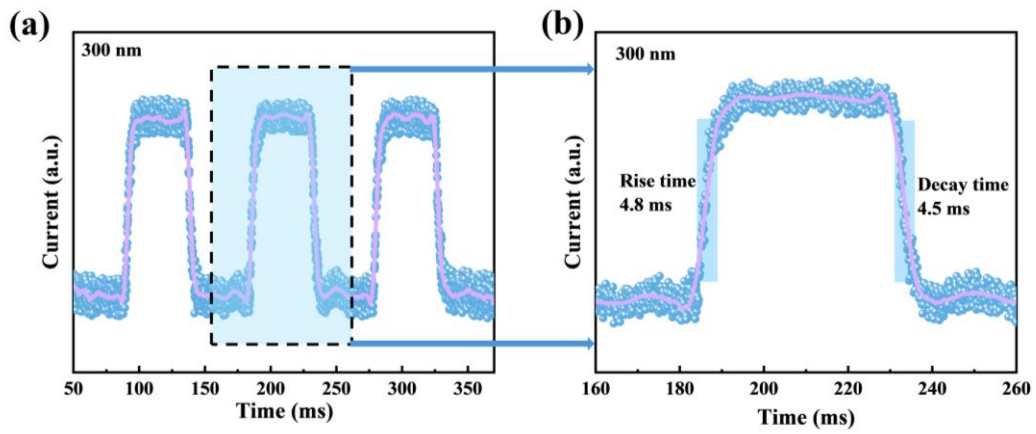 (a)
300 nm
Current (a.u.)
50 100 150 200 250 300 350
Time (ms)
(b)
300 nm
Rise time
4.8 ms
Decay time
4.5 ms
Current (a.u.)
160 180 200 220 240 260
Time (ms)